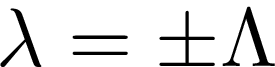 λ = ±Λ